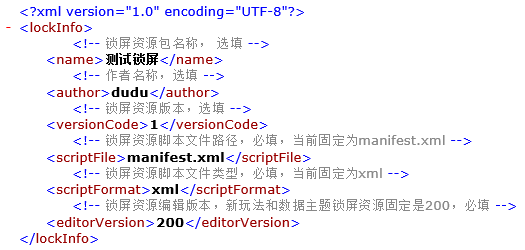 <?xml version="1.0" encoding="UTF-8"?>
- <lockInfo>
<!-- 锁屏资源包名称， 选填 -->
<name>测试锁屏</name>
<!-- 作者名称，选填 -->
<author>dudu</author>
<!-- 锁屏资源版本，选填 -->
<versionCode>1</versionCode>
<!-- 锁屏资源脚本文件路径，必填，当前固定为manifest.xml -->
<scriptFile>manifest.xml</scriptFile>
<!-- 锁屏资源脚本文件类型，必填，当前固定为xml -->
<scriptFormat>xml</scriptFormat>
<!-- 锁屏资源编辑版本，新玩法和数据主题锁屏资源固定是200，必填 -->
<editorVersion>200</editorVersion>
</lockInfo>